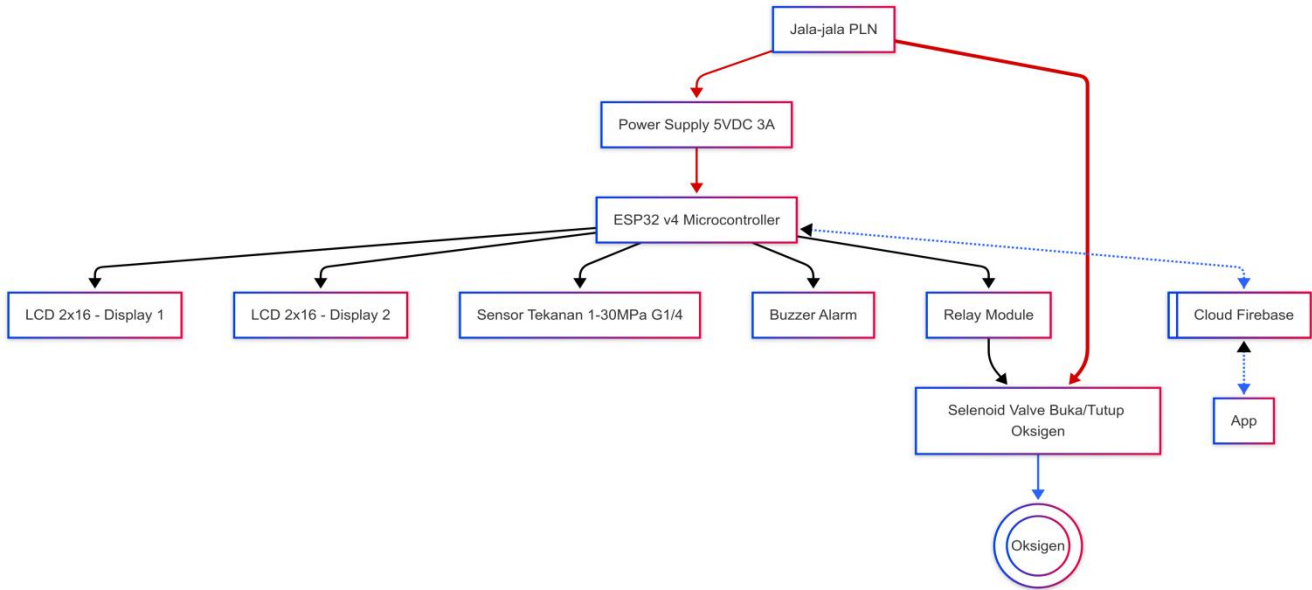 Jala-jala PLN
Power Supply 5VDC 3A
ESP32 v4 Microcontroller
LCD 2x16 - Display 1
LCD 2x16 - Display 2
Sensor Tekanan 1-30MPa G1/4
Buzzer Alarm
Relay Module
Cloud Firebase
Selenoid Valve Buka/Tutup
Oksigen
App
Oksigen